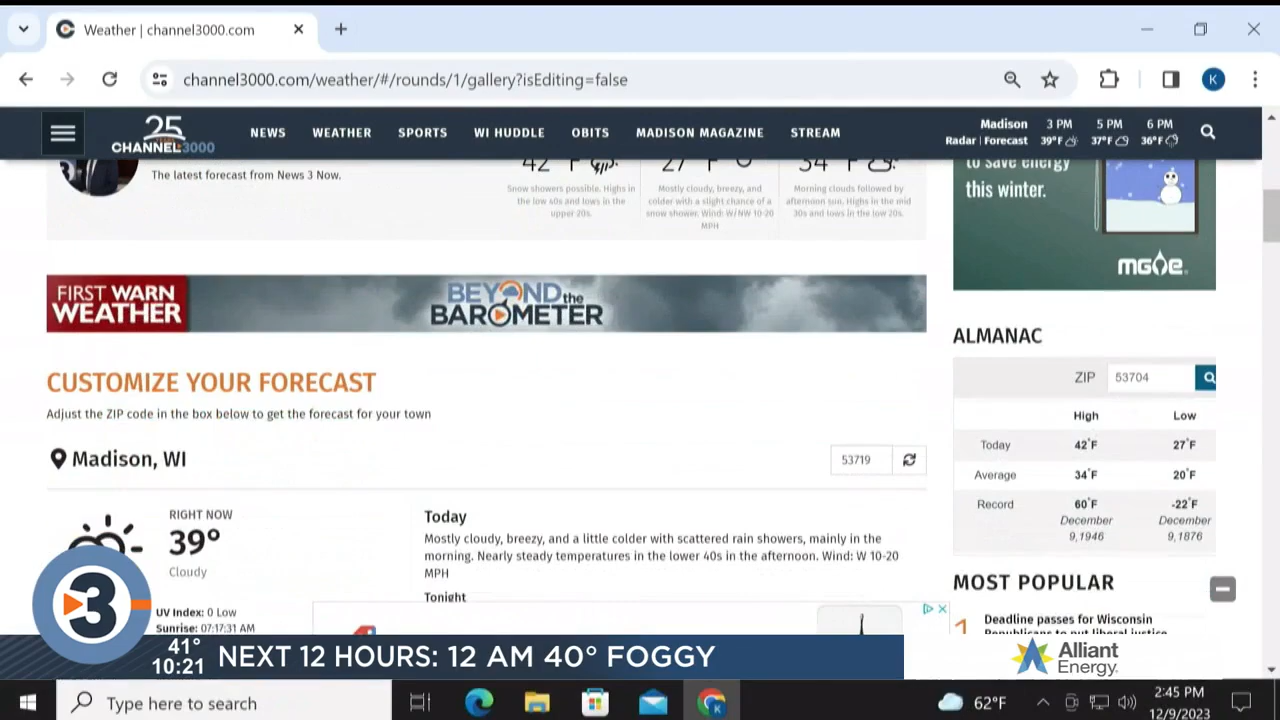 Weather | channel3000.com
channel3000.com/weather/#/rounds/1/gallery?isEditing=false
K
25
CHANNEL3000
NEWS WEATHER SPORTS WI HUDDLE OBITS MADISON MAGAZINE STREAM
Madison 3 PM 5 PM 6 PM
Radar | Forecast 39°F 37°F 36°F
The latest forecast from News 3 Now.
42°F 27°F 34°F
Snow showers possible. Highs in
the low 40s and lows in the
upper 20s.
Mostly cloudy, breezy, and
colder with a slight chance of a
snow shower. Wind: W/NW 10-20
MPH
Morning clouds followed by
afternoon sun. Highs in the mid
30s and lows in the low 20s.
to save energy
this winter.
mge
FIRST WARN
WEATHER
BEYOND the
BAROMETER
CUSTOMIZE YOUR FORECAST
Adjust the ZIP code in the box below to get the forecast for your town
Madison, WI
53719
RIGHT NOW
39°
Cloudy
UV Index: 0 Low
Sunrise: 07:17:31 AM
Today
Mostly cloudy, breezy, and a little colder with scattered rain showers, mainly in the
morning. Nearly steady temperatures in the lower 40s in the afternoon. Wind: W 10-20
MPH
Tonight
ALMANAC
ZIP 53704
High Low
Today 42°F 27°F
Average 34°F 20°F
Record 60°F -22°F
December December
9,1946 9,1876
MOST POPULAR
1
Deadline passes for Wisconsin
Republicans to put liberal justice
3
41°
10:21
NEXT 12 HOURS: 12 AM 40° FOGGY
Alliant
Energy.
Type here to search
K
62°F
2:45 PM
12/9/2023